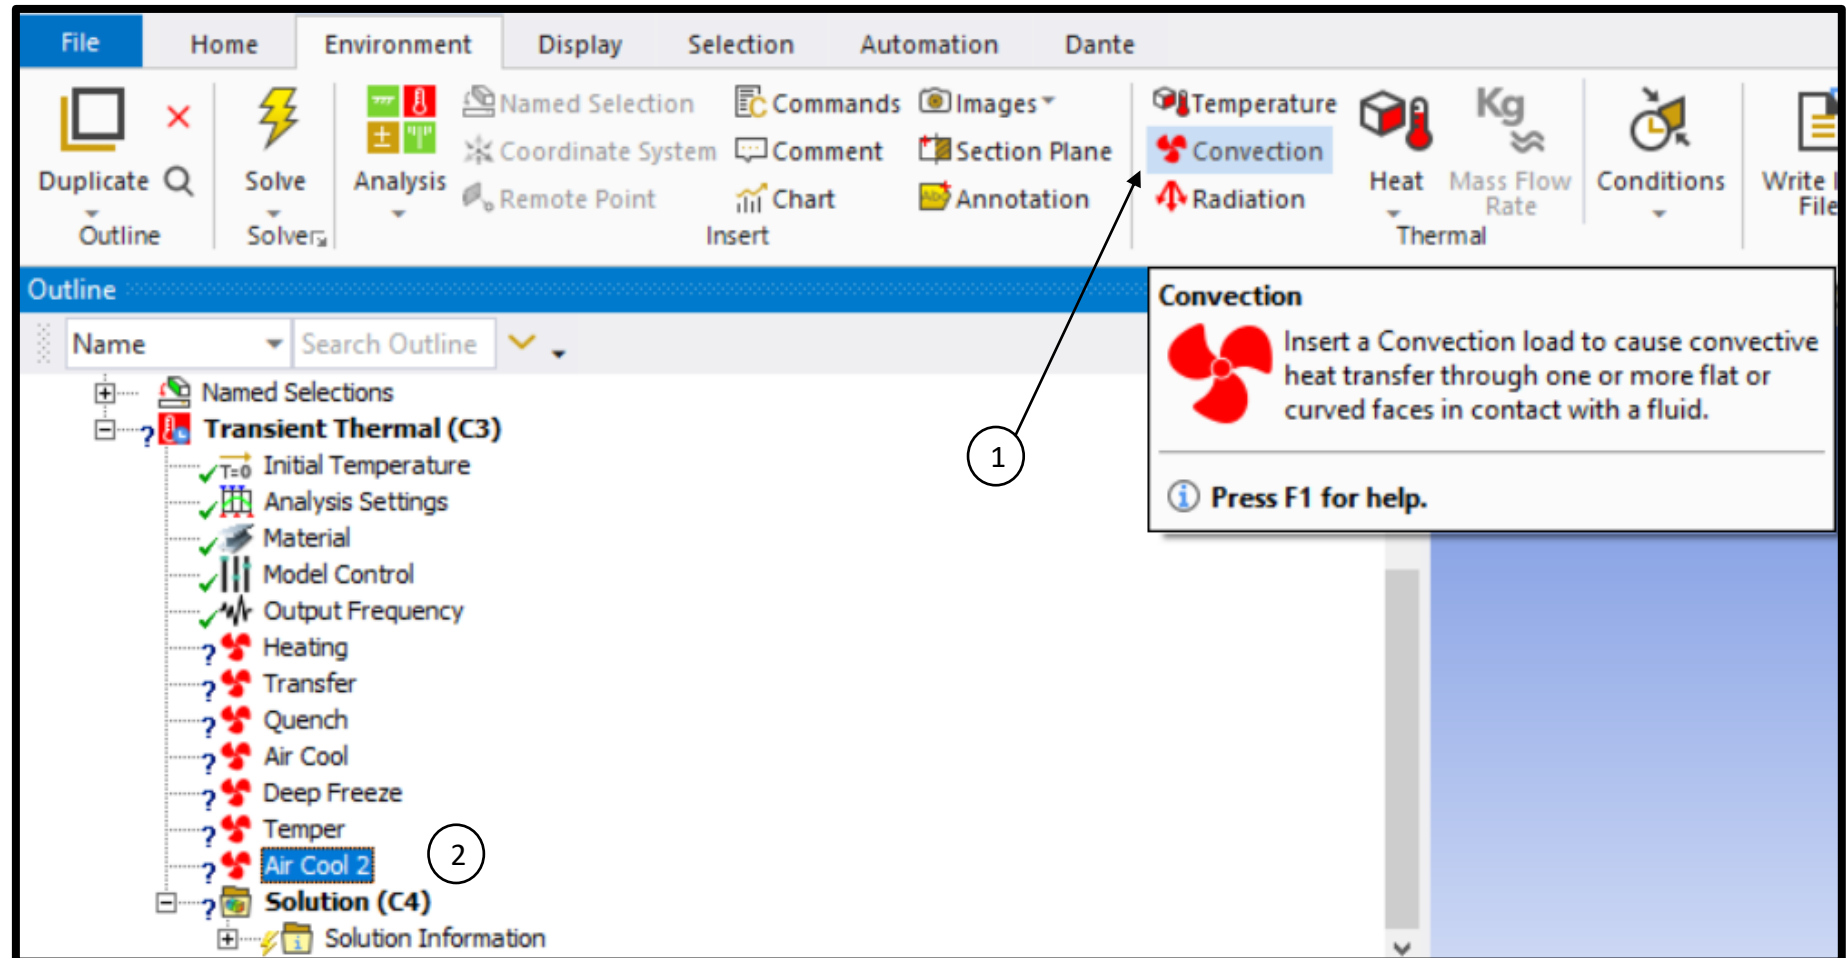 File Home Environment Display Selection Automation Dante
Named Selection Commands Images Temperature Kg
Coordinate System Comment Section Plane Convection
Duplicate Solve Analysis Remote Point Chart Annotation Radiation Heat Mass Flow Rate Conditions Write
File
Outline Solver Insert Thermal
Outline
Name Search Outline
Convection
Insert a Convection load to cause convective
heat transfer through one or more flat or
curved faces in contact with a fluid.
Press F1 for help.
1
Named Selections
Transient Thermal (C3)
T=0 Initial Temperature
Analysis Settings
Material
Model Control
Output Frequency
? Heating
? Transfer
? Quench
? Air Cool
? Deep Freeze
? Temper
? Air Cool 2
2
? Solution (C4)
Solution Information